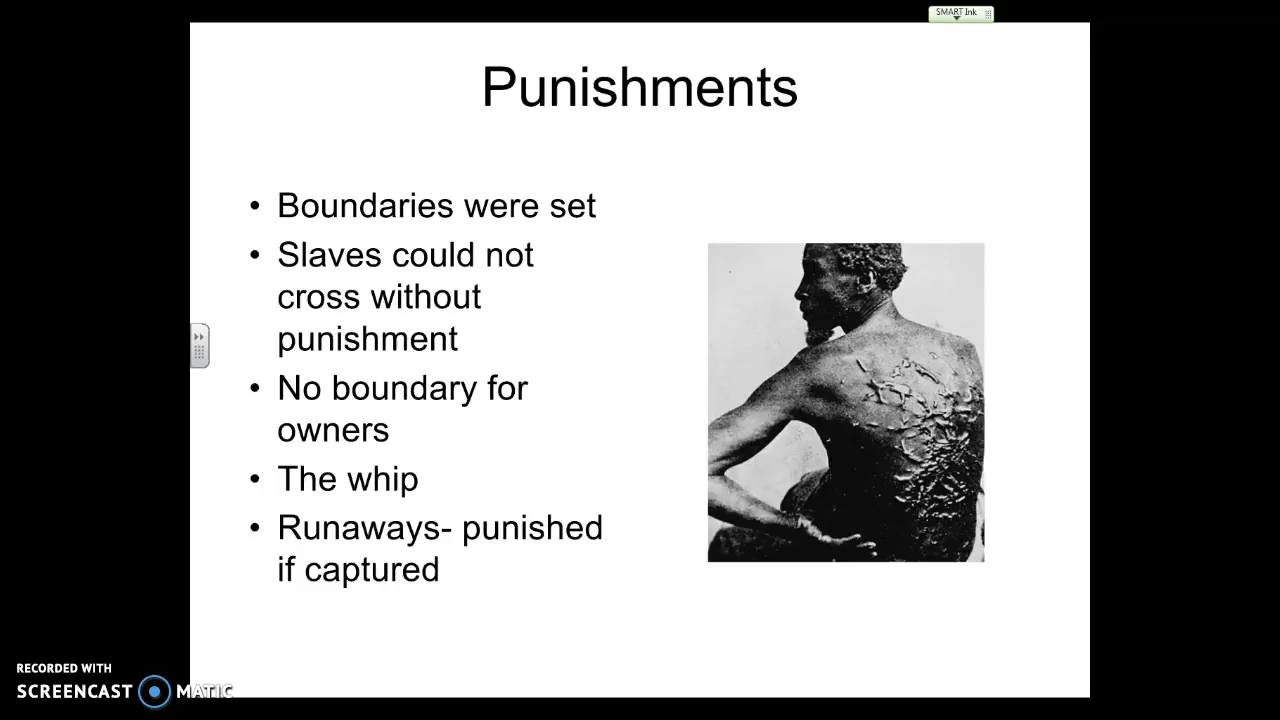 SMART Ink
Punishments
• Boundaries were set
• Slaves could not
cross without
punishment
• No boundary for
owners
• The whip
• Runaways- punished
if captured
RECORDED WITH
SCREENCAST MATIC